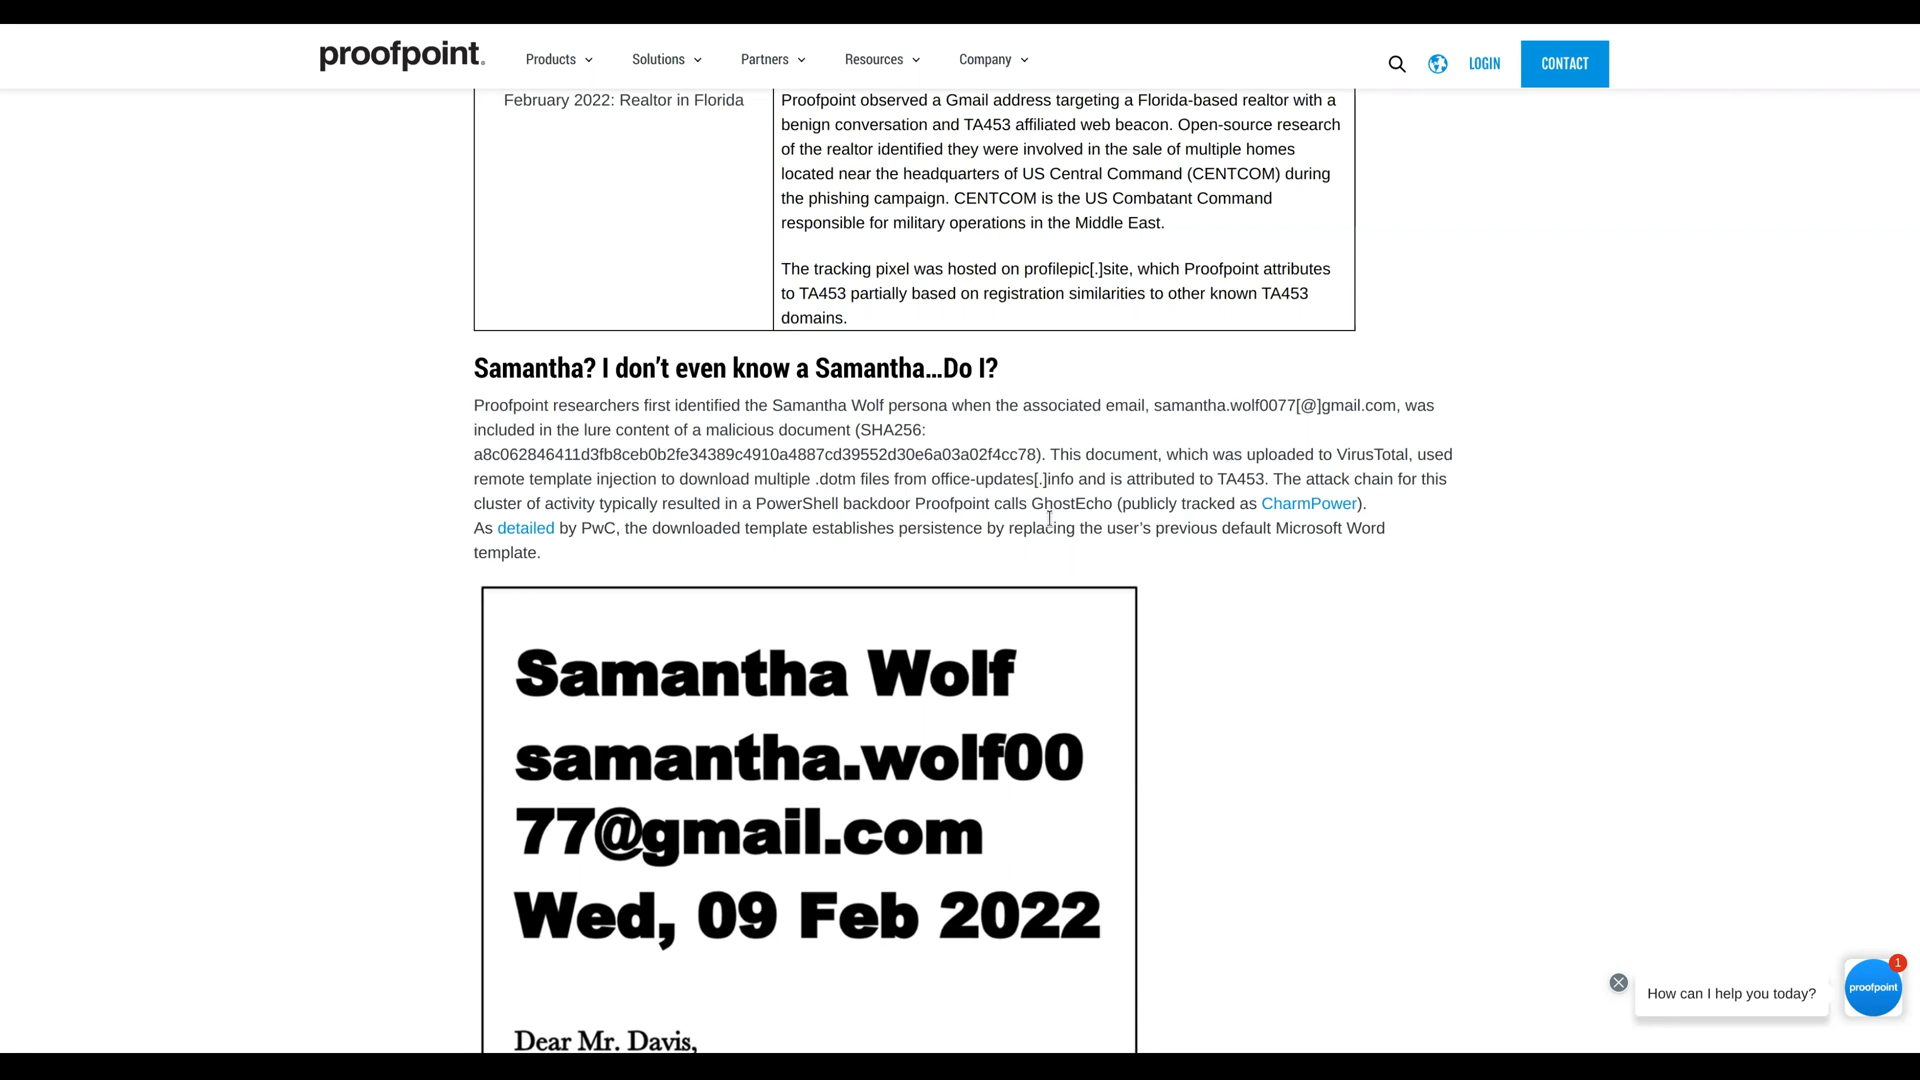 proofpoint.
Products
Solutions
Partners
Resources
Company
LOGIN
CONTACT
February 2022: Realtor in Florida
Proofpoint observed a Gmail address targeting a Florida-based realtor with a
benign conversation and TA453 affiliated web beacon. Open-source research
of the realtor identified they were involved in the sale of multiple homes
located near the headquarters of US Central Command (CENTCOM) during
the phishing campaign. CENTCOM is the US Combatant Command
responsible for military operations in the Middle East.
The tracking pixel was hosted on profilepic[.]site, which Proofpoint attributes
to TA453 partially based on registration similarities to other known TA453
domains.
Samantha? I don’t even know a Samantha…Do I?
Proofpoint researchers first identified the Samantha Wolf persona when the associated email, samantha.wolf0077[@]gmail.com, was
included in the lure content of a malicious document (SHA256:
a8c062846411d3fb8ceb0b2fe34389c4910a4887cd39552d30e6a03a02f4cc78). This document, which was uploaded to VirusTotal, used
remote template injection to download multiple .dotm files from office-updates[.]info and is attributed to TA453. The attack chain for this
cluster of activity typically resulted in a PowerShell backdoor Proofpoint calls GhostEcho (publicly tracked as CharmPower).
As detailed by PwC, the downloaded template establishes persistence by replacing the user’s previous default Microsoft Word
template.
Samantha Wolf
samantha.wolf00
77@gmail.com
Wed, 09 Feb 2022
Dear Mr. Davis,
How can I help you today?
proofpoint
1